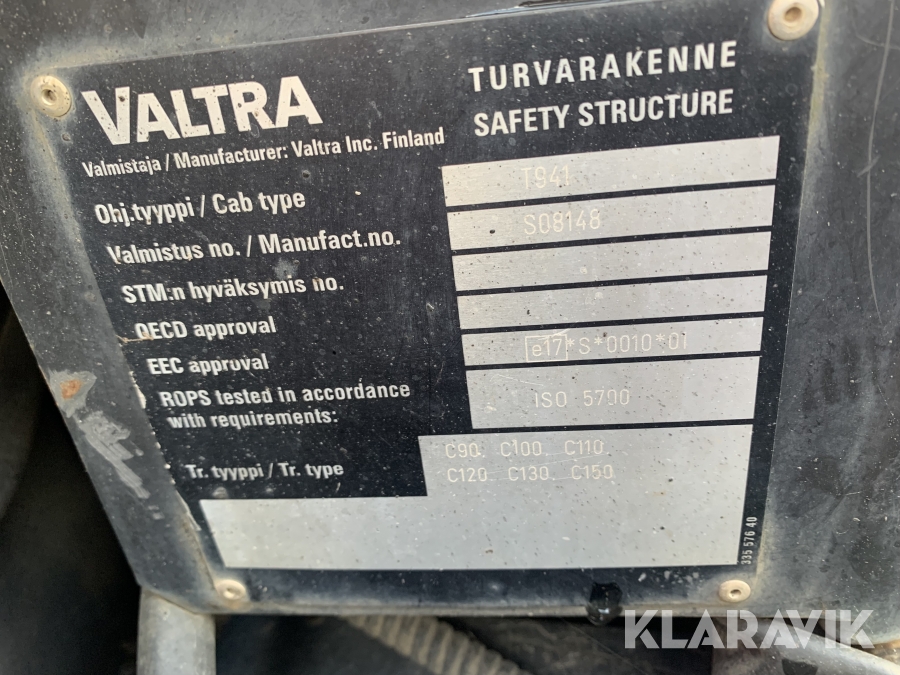 VALTRA
TURVARAKENNE
SAFETY STRUCTURE
Valmistaja / Manufacturer: Valtra Inc. Finland
Ohj.tyyppi / Cab type T941
Valmistus no. / Manufact.no. S08148
STM:n hyväksymis no.
OECD approval
EEC approval e17*S*0010*01
ROPS tested in accordance
with requirements: ISO 5700
Tr. tyyppi / Tr. type C90. C100. C110.
C120. C130. C150
335 576 40
KLARAVIK